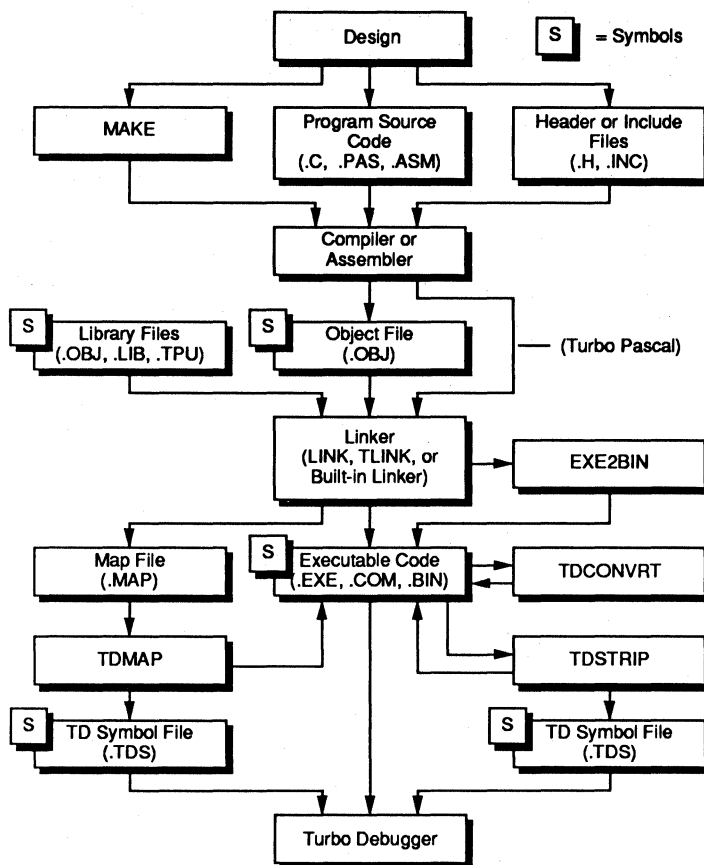 Design
S = Symbols
MAKE
Program Source
Code
(.C, .PAS, .ASM)
Header or Include
Files
(.H, .INC)
Compiler or
Assembler
S
Library Files
(.OBJ, .LIB, .TPU)
S
Object File
(.OBJ)
(Turbo Pascal)
Linker
(LINK, TLINK, or
Built-in Linker)
EXE2BIN
Map File
(.MAP)
S
Executable Code
(.EXE, .COM, .BIN)
TDCONVRT
TDMAP
TDSTRIP
S
TD Symbol File
(.TDS)
S
TD Symbol File
(.TDS)
Turbo Debugger